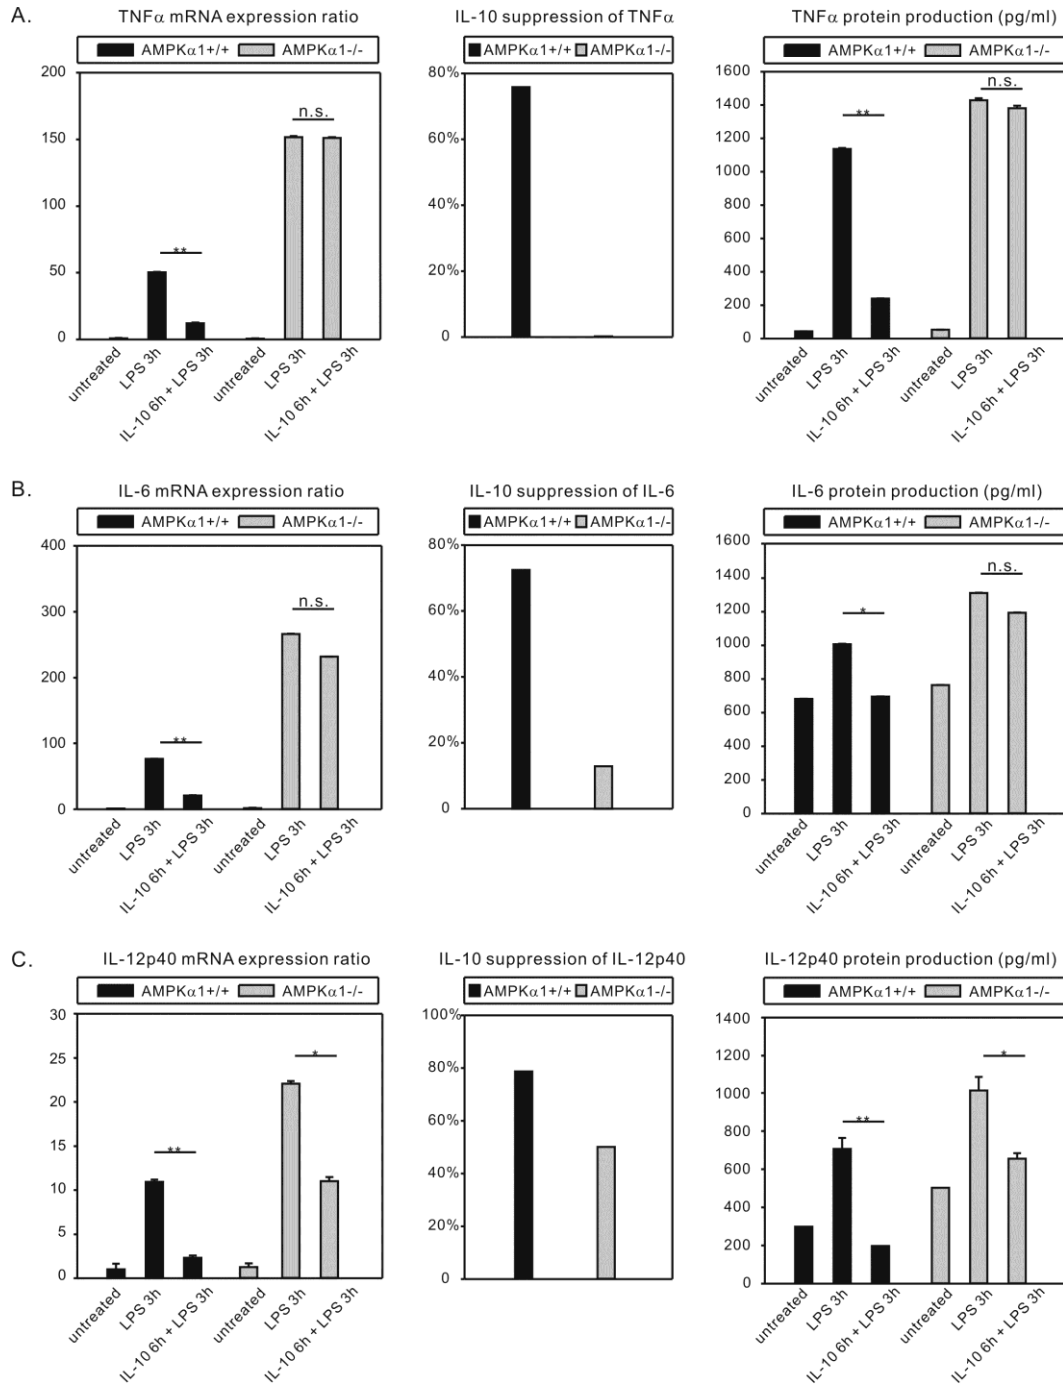 A.
TNFα mRNA expression ratio
AMPKα1+/+ AMPKα1-/-
200
150
100
50
0
**
n.s.
untreated
LPS 3h
IL-10 6h + LPS 3h
untreated
LPS 3h
IL-10 6h + LPS 3h
IL-10 suppression of TNFα
AMPKα1+/+ AMPKα1-/-
80%
60%
40%
20%
0
TNFα protein production (pg/ml)
AMPKα1+/+ AMPKα1-/-
1600
1400
1200
1000
800
600
400
200
0
**
n.s.
untreated
LPS 3h
IL-10 6h + LPS 3h
untreated
LPS 3h
IL-10 6h + LPS 3h
B.
IL-6 mRNA expression ratio
AMPKα1+/+ AMPKα1-/-
400
300
200
100
0
**
n.s.
untreated
LPS 3h
IL-10 6h + LPS 3h
untreated
LPS 3h
IL-10 6h + LPS 3h
IL-10 suppression of IL-6
AMPKα1+/+ AMPKα1-/-
80%
60%
40%
20%
0
IL-6 protein production (pg/ml)
AMPKα1+/+ AMPKα1-/-
1600
1400
1200
1000
800
600
400
200
0
*
n.s.
untreated
LPS 3h
IL-10 6h + LPS 3h
untreated
LPS 3h
IL-10 6h + LPS 3h
C.
IL-12p40 mRNA expression ratio
AMPKα1+/+ AMPKα1-/-
30
25
20
15
10
5
0
**
*
untreated
LPS 3h
IL-10 6h + LPS 3h
untreated
LPS 3h
IL-10 6h + LPS 3h
IL-10 suppression of IL-12p40
AMPKα1+/+ AMPKα1-/-
100%
80%
60%
40%
20%
0
IL-12p40 protein production (pg/ml)
AMPKα1+/+ AMPKα1-/-
1400
1200
1000
800
600
400
200
0
**
*
untreated
LPS 3h
IL-10 6h + LPS 3h
untreated
LPS 3h
IL-10 6h + LPS 3h